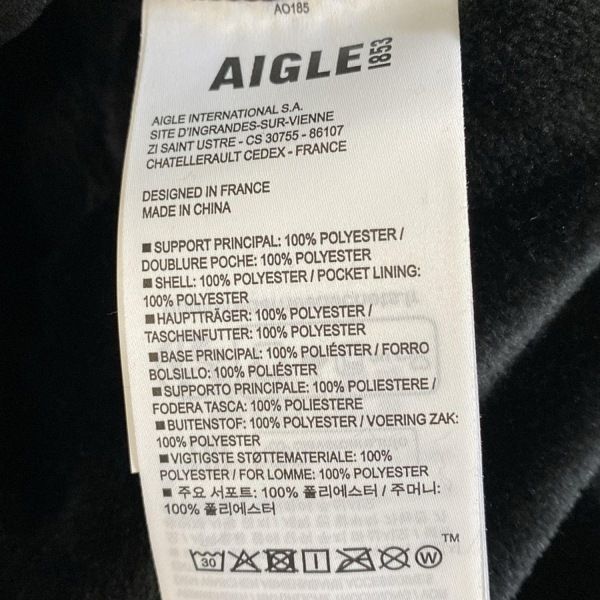 AO185
AIGLE 1853
AIGLE INTERNATIONAL S.A.
SITE D'INGRANDES-SUR-VIENNE
ZI SAINT USTRE - CS 30755 - 86107
CHATELLERAULT CEDEX - FRANCE
DESIGNED IN FRANCE
MADE IN CHINA
■ SUPPORT PRINCIPAL: 100% POLYESTER /
DOUBLURE POCHE: 100% POLYESTER
■ SHELL: 100% POLYESTER / POCKET LINING:
100% POLYESTER
■ HAUPTTRÄGER: 100% POLYESTER /
TASCHENFUTTER: 100% POLYESTER
■ BASE PRINCIPAL: 100% POLIÉSTER / FORRO
BOLSILLO: 100% POLIÉSTER
■ SUPPORTO PRINCIPALE: 100% POLIESTERE /
FODERA TASCA: 100% POLIESTERE
■ BUITENSTOF: 100% POLYESTER / VOERING ZAK:
100% POLYESTER
■ VIGTIGSTE STØTTEMATERIALE: 100%
POLYESTER / FOR LOMME: 100% POLYESTER
■ 주요 서포트: 100% 폴리에스터 / 주머니:
100% 폴리에스터
30 W TM